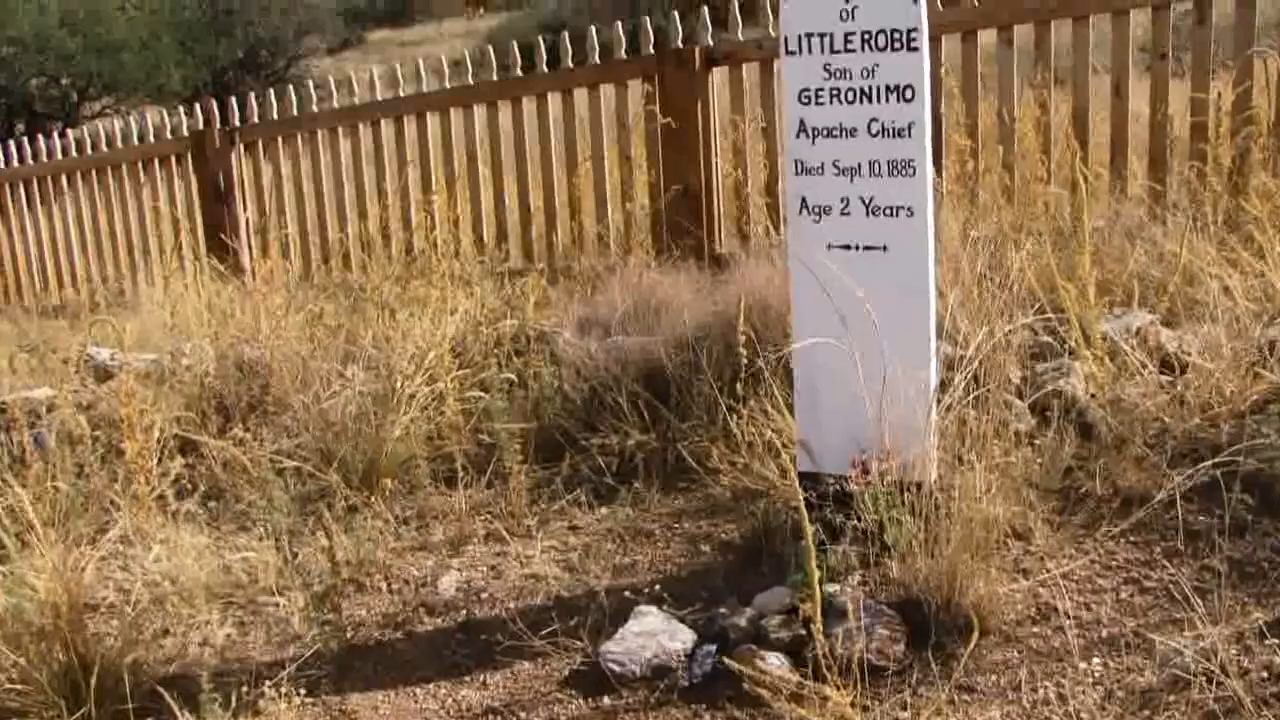 of
LITTLEROBE
Son of
GERONIMO
Apache Chief
Died Sept. 10, 1885
Age 2 Years